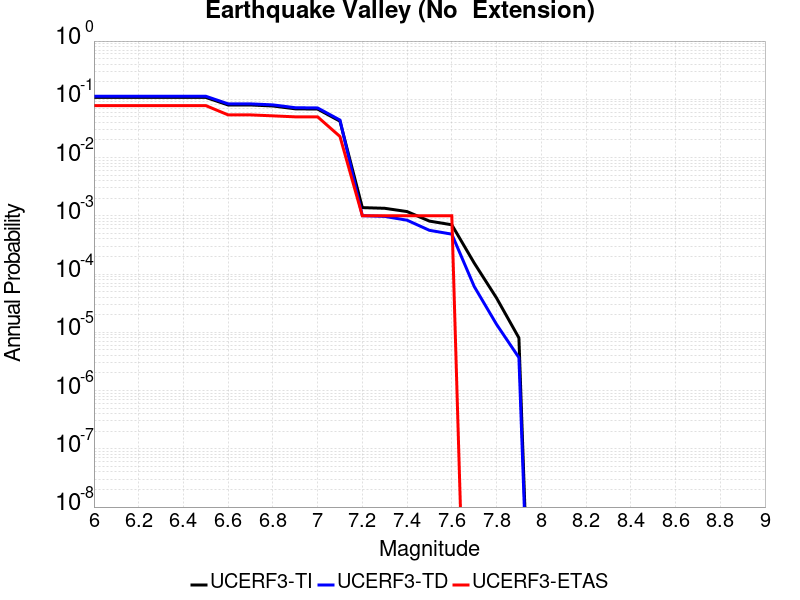 Earthquake Valley (No  Extension)
Annual Probability
10^0
10^-1
10^-2
10^-3
10^-4
10^-5
10^-6
10^-7
10^-8
6 6.2 6.4 6.6 6.8 7 7.2 7.4 7.6 7.8 8 8.2 8.4 8.6 8.8 9
Magnitude
UCERF3-TI UCERF3-TD UCERF3-ETAS